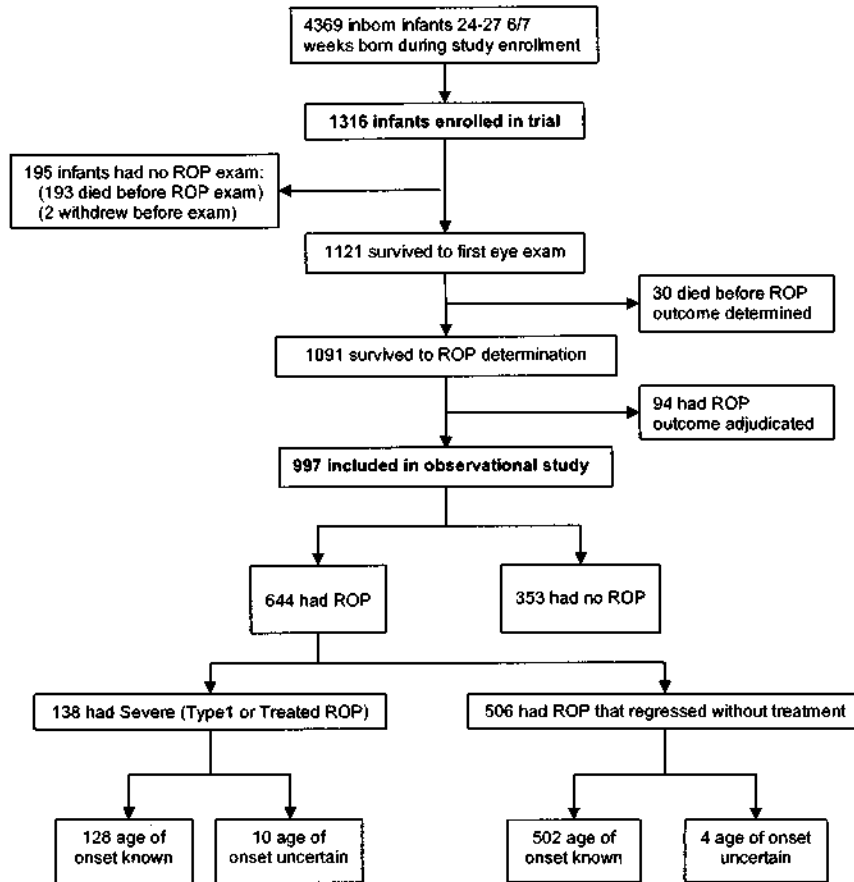 4369 inborn infants 24-27 6/7
weeks born during study enrollment
1316 infants enrolled in trial
195 infants had no ROP exam:
(193 died before ROP exam)
(2 withdrew before exam)
1121 survived to first eye exam
30 died before ROP
outcome determined
1091 survived to ROP determination
94 had ROP
outcome adjudicated
997 included in observational study
644 had ROP
353 had no ROP
138 had Severe (Type1 or Treated ROP)
506 had ROP that regressed without treatment
128 age of
onset known
10 age of
onset uncertain
502 age of
onset known
4 age of onset
uncertain